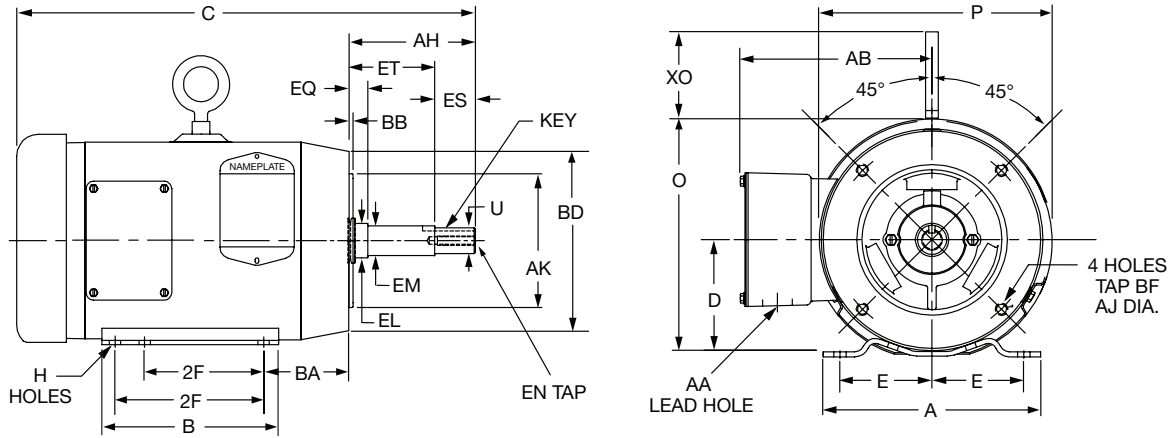 C
AH
ET
EQ
ES
BB
KEY
NAMEPLATE
U
BD
AK
EM
EL
EN TAP
H
HOLES
2F
BA
2F
B
P
AB
XO
45°
45°
O
D
4 HOLES
TAP BF
AJ DIA.
AA
LEAD HOLE
E
E
A